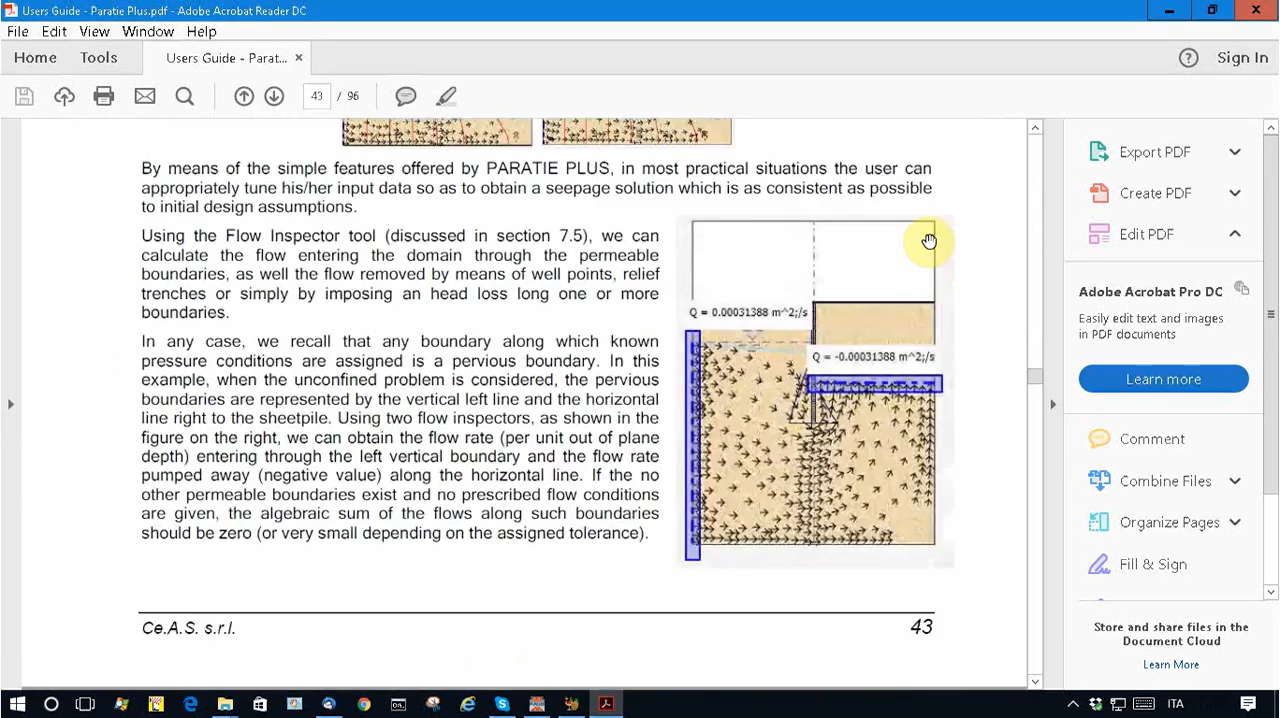 Users Guide - Paratie Plus.pdf - Adobe Acrobat Reader DC
File Edit View Window Help
Home Tools Users Guide - Parat... × Sign In
43 / 96
By means of the simple features offered by PARATIE PLUS, in most practical situations the user can
appropriately tune his/her input data so as to obtain a seepage solution which is as consistent as possible
to initial design assumptions.
Using the Flow Inspector tool (discussed in section 7.5), we can
calculate the flow entering the domain through the permeable
boundaries, as well the flow removed by means of well points, relief
trenches or simply by imposing an head loss long one or more
boundaries.
In any case, we recall that any boundary along which known
pressure conditions are assigned is a pervious boundary. In this
example, when the unconfined problem is considered, the pervious
boundaries are represented by the vertical left line and the horizontal
line right to the sheetpile. Using two flow inspectors, as shown in the
figure on the right, we can obtain the flow rate (per unit out of plane
depth) entering through the left vertical boundary and the flow rate
pumped away (negative value) along the horizontal line. If the no
other permeable boundaries exist and no prescribed flow conditions
are given, the algebraic sum of the flows along such boundaries
should be zero (or very small depending on the assigned tolerance).
Q = 0.00031388 m^2;/s
Q = -0.00031388 m^2;/s
Ce.A.S. s.r.l. 43
Export PDF
Create PDF
Edit PDF
Adobe Acrobat Pro DC
Easily edit text and images
in PDF documents
Learn more
Comment
Combine Files
Organize Pages
Fill & Sign
Store and share files in the
Document Cloud
Learn More
ITA